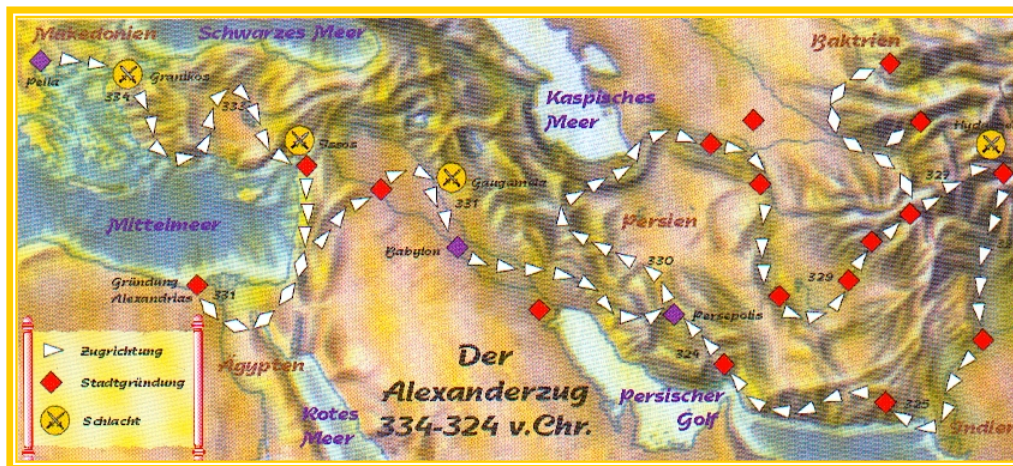 Makedonien
Schwarzes Meer
Baktrien
Pella
Granikos
334
333
Issos
Kaspisches
Meer
327
Gaugamela
331
Mittelmeer
Babylon
Persien
330
329
Gründung
Alexandrias
331
Persepolis
324
325
Indien
Ägypten
Rotes
Meer
Persischer
Golf
Der
Alexanderzug
334-324 v.Chr.
Zugrichtung
Stadtgründung
Schlacht